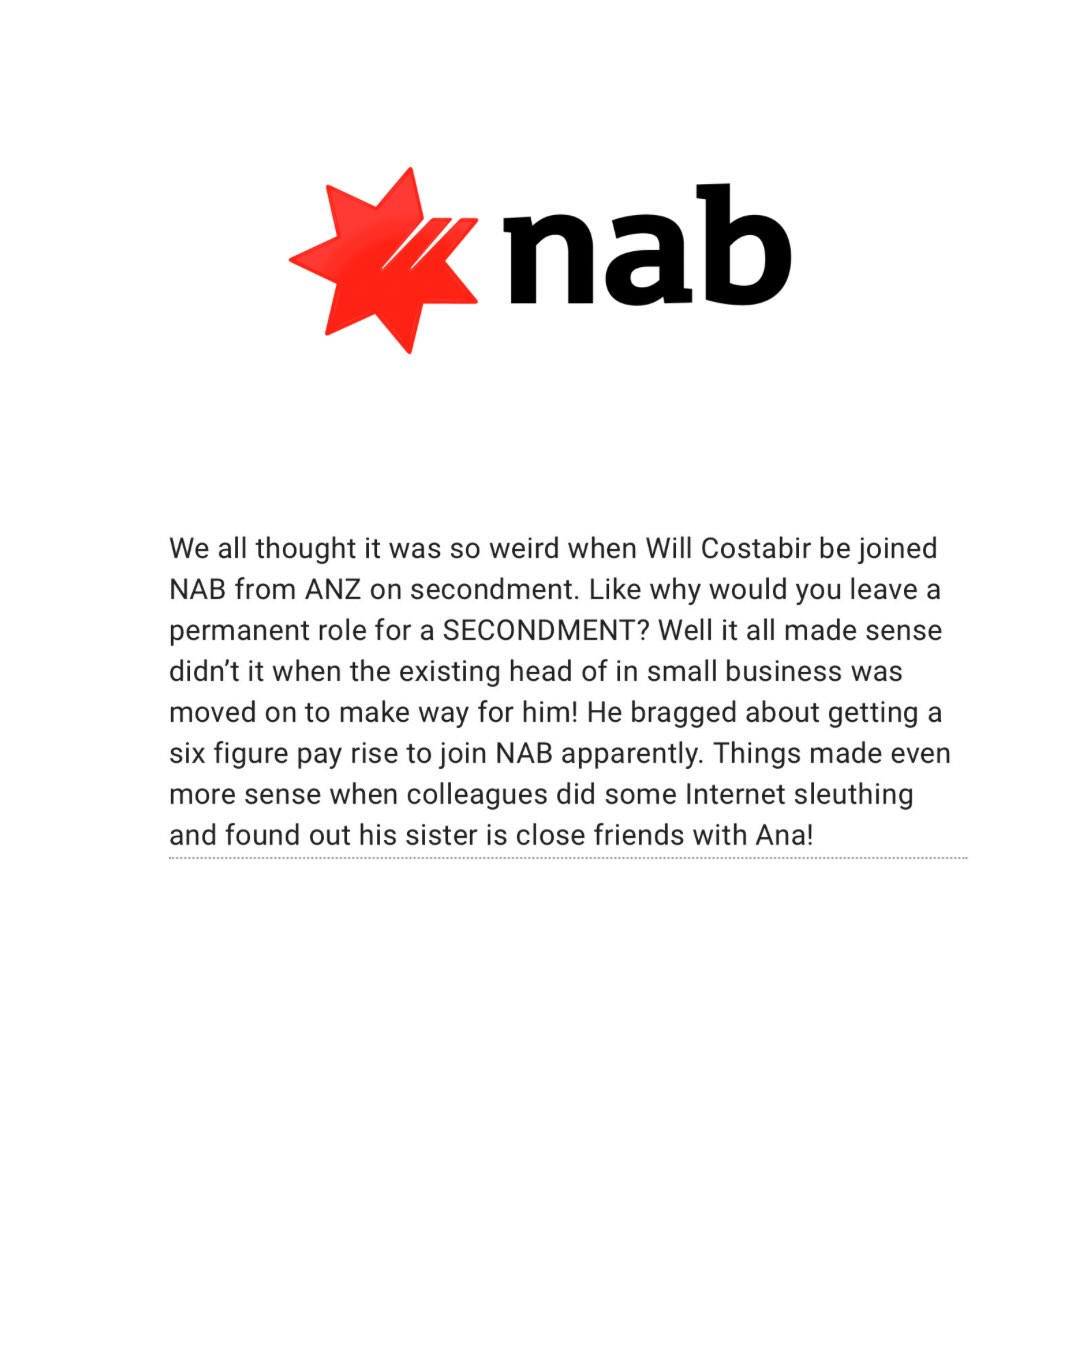 nab
We all thought it was so weird when Will Costabir be joined
NAB from ANZ on secondment. Like why would you leave a
permanent role for a SECONDMENT? Well it all made sense
didn’t it when the existing head of in small business was
moved on to make way for him! He bragged about getting a
six figure pay rise to join NAB apparently. Things made even
more sense when colleagues did some Internet sleuthing
and found out his sister is close friends with Ana!